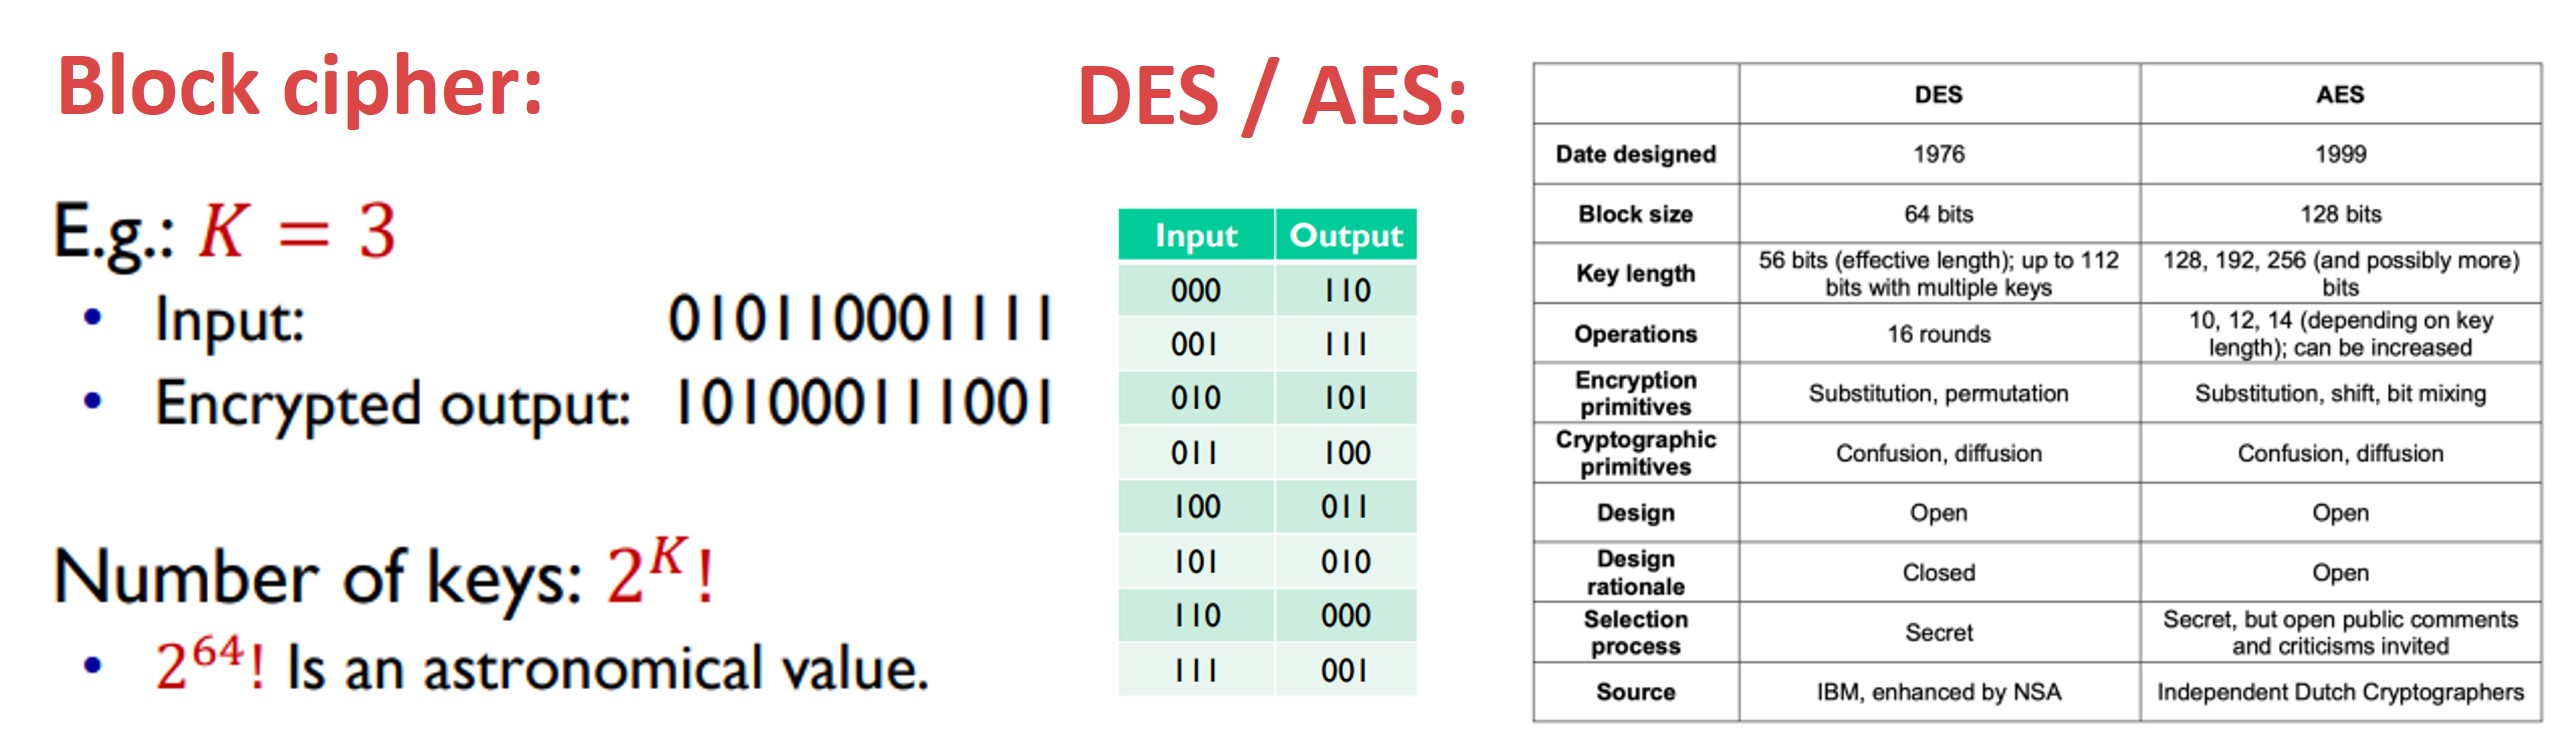 Block cipher:
E.g.: K = 3
• Input: 010110001111
• Encrypted output: 101000111001
Number of keys: 2^K!
• 2^64! Is an astronomical value.
DES / AES:
Input Output
000 110
001 111
010 101
011 100
100 011
101 010
110 000
111 001
DES AES
Date designed 1976 1999
Block size 64 bits 128 bits
Key length 56 bits (effective length); up to 112 bits with multiple keys 128, 192, 256 (and possibly more) bits
Operations 16 rounds 10, 12, 14 (depending on key length); can be increased
Encryption primitives Substitution, permutation Substitution, shift, bit mixing
Cryptographic primitives Confusion, diffusion Confusion, diffusion
Design Open Open
Design rationale Closed Open
Selection process Secret Secret, but open public comments and criticisms invited
Source IBM, enhanced by NSA Independent Dutch Cryptographers